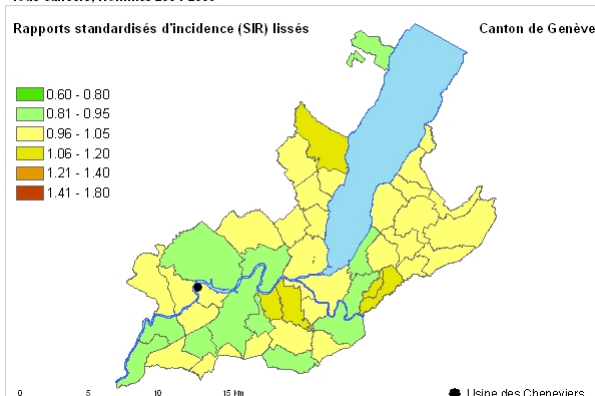 Rapports standardisés d'incidence (SIR) lissés
Canton de Genève
0.60 - 0.80
0.81 - 0.95
0.96 - 1.05
1.06 - 1.20
1.21 - 1.40
1.41 - 1.80
0 5 10 15 Km
Usine des Cheneviers